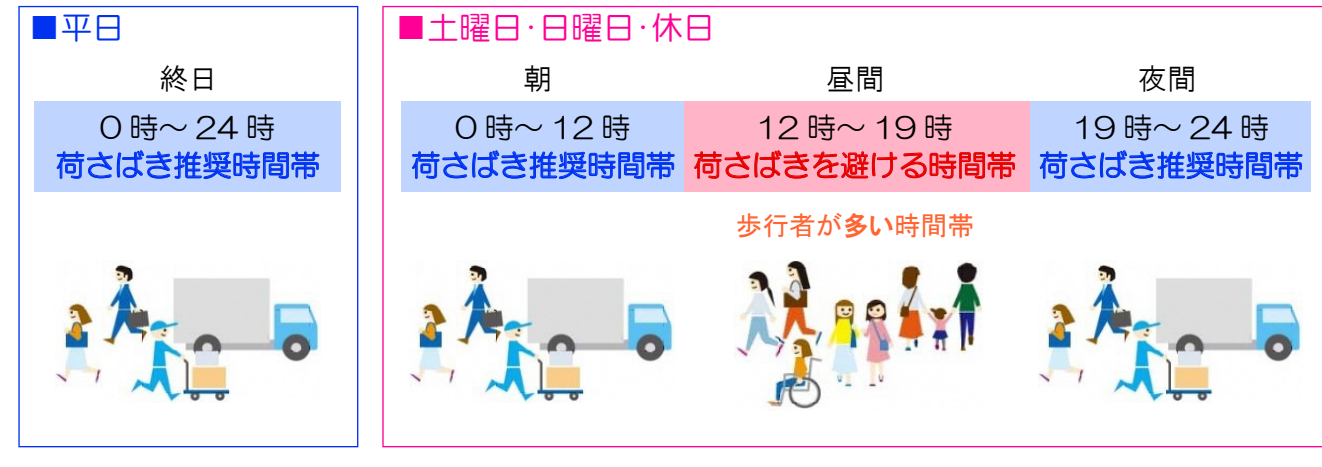 ■平日
終日
0時～24時
荷さばき推奨時間帯
■土曜日･日曜日･休日
朝
0時～12時
荷さばき推奨時間帯
昼間
12時～19時
荷さばきを避ける時間帯
歩行者が多い時間帯
夜間
19時～24時
荷さばき推奨時間帯